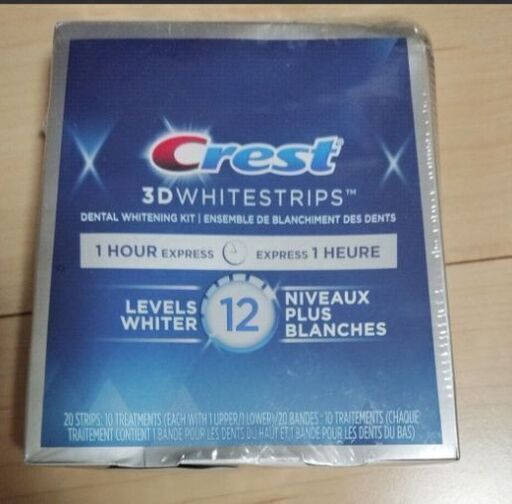 Crest
3DWHITESTRIPS™
DENTAL WHITENING KIT | ENSEMBLE DE BLANCHIMENT DES DENTS
1 HOUR EXPRESS EXPRESS 1 HEURE
LEVELS WHITER
12
NIVEAUX PLUS BLANCHES
20 STRIPS: 10 TREATMENTS (EACH WITH 1 UPPER/1 LOWER)/20 BANDES : 10 TRAITEMENTS (CHAQUE
TRAITEMENT CONTIENT 1 BANDE POUR LES DENTS DU HAUT ET 1 BANDE POUR LES DENTS DU BAS)